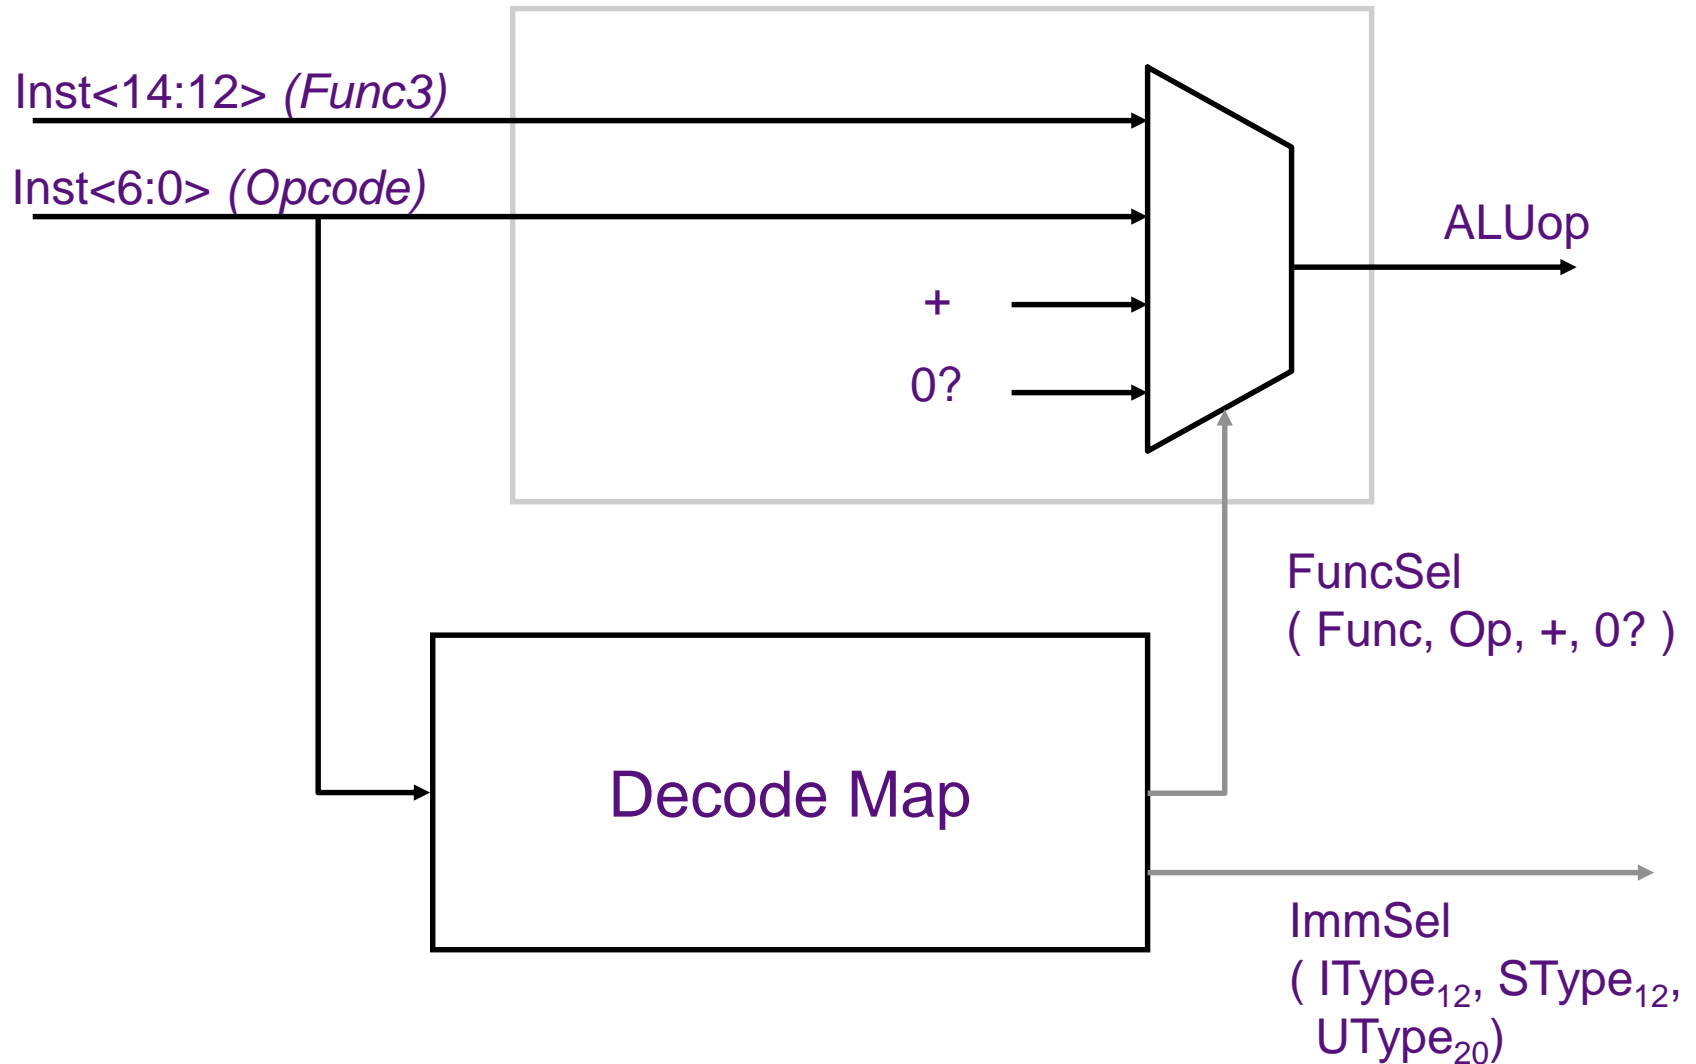 Inst<14:12> (Func3)
Inst<6:0> (Opcode)
ALUop
+
0?
FuncSel
( Func, Op, +, 0? )
Decode Map
ImmSel
( IType₁₂, SType₁₂,
UType₂₀)